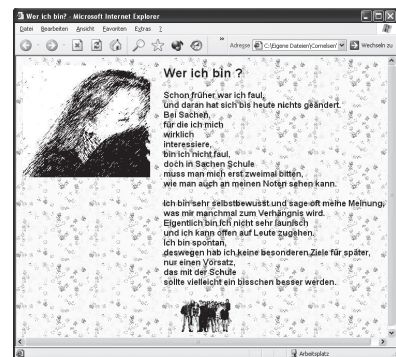 Wer ich bin? - Microsoft Internet Explorer
Datei Bearbeiten Ansicht Favoriten Extras ?
Adresse C:\Eigene Dateien\Cornelsen\ Wechseln zu
Wer ich bin ?
Schon früher war ich faul,
und daran hat sich bis heute nichts geändert.
Bei Sachen,
für die ich mich
wirklich
interessiere,
bin ich nicht faul,
doch in Sachen Schule
muss man mich erst zweimal bitten,
wie man auch an meinen Noten sehen kann.
Ich bin sehr selbstbewusst und sage oft meine Meinung,
was mir manchmal zum Verhängnis wird.
Eigentlich bin ich nicht sehr launisch
und ich kann offen auf Leute zugehen.
Ich bin spontan,
deswegen hab ich keine besonderen Ziele für später,
nur einen Vorsatz,
das mit der Schule
sollte vielleicht ein bisschen besser werden.
Arbeitsplatz